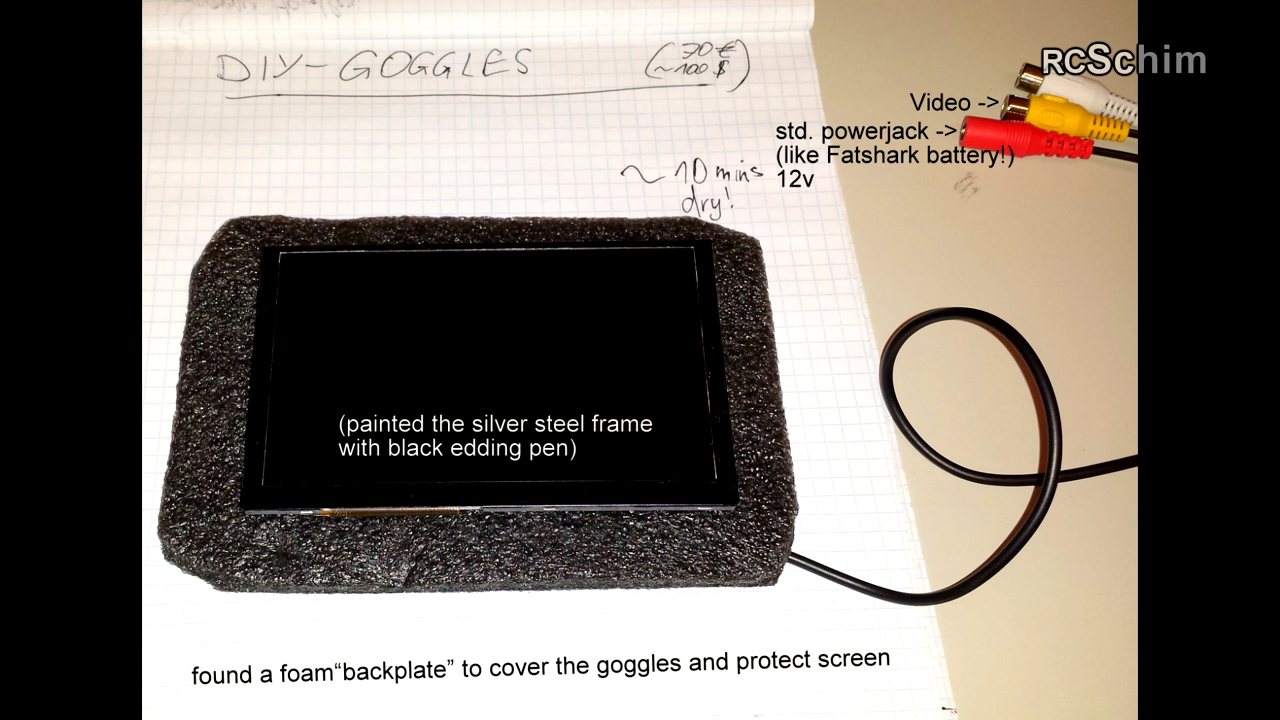 DIY-GOGGLES
(70€
~100$)
RCSchim
Video ->
std. powerjack ->
(like Fatshark battery!)
12v
~10 mins
dry!
(painted the silver steel frame
with black edding pen)
found a foam“backplate” to cover the goggles and protect screen